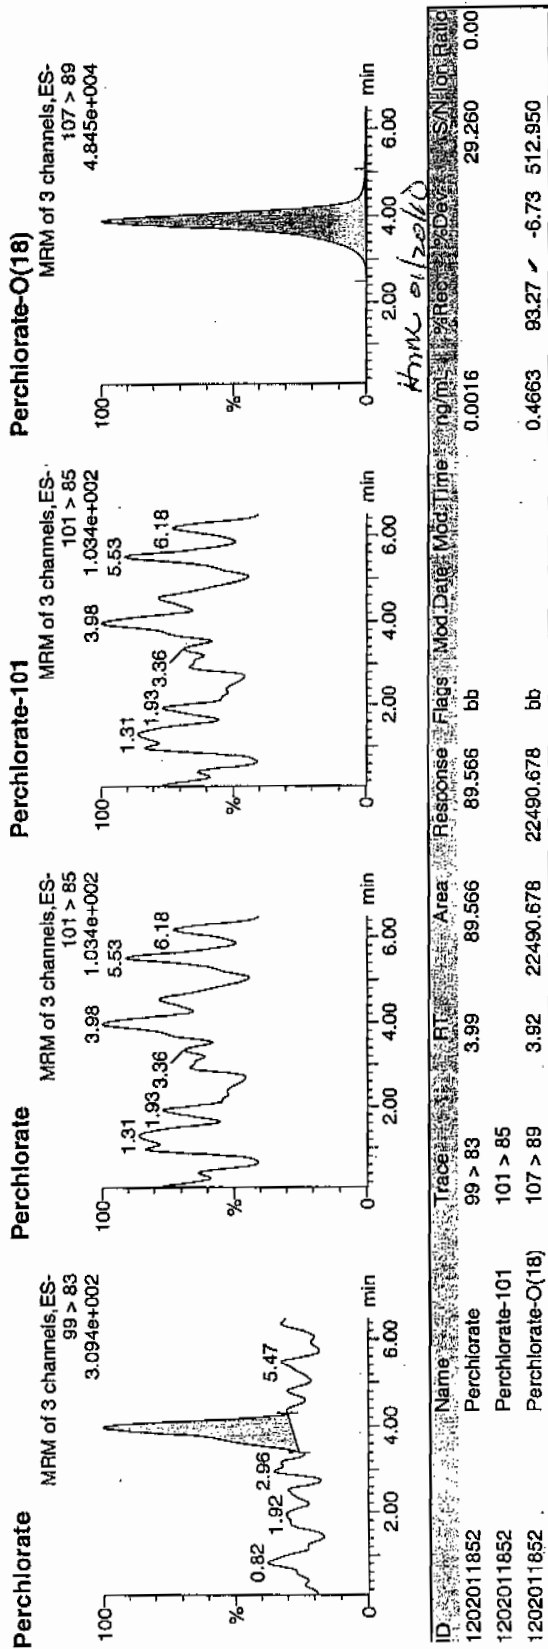 Perchlorate
MRM of 3 channels,ES-
99 > 83
3.094e+002
100
%
0
0.82
1.92
2.96
5.47
2.00
4.00
6.00
min
Perchlorate
MRM of 3 channels,ES-
101 > 85
1.034e+002
100
%
0
1.31
1.93
3.36
3.98
5.53
6.18
2.00
4.00
6.00
min
Perchlorate-101
MRM of 3 channels,ES-
101 > 85
1.034e+002
100
%
0
1.31
1.93
3.36
3.98
5.53
6.18
2.00
4.00
6.00
min
Perchlorate-O(18)
MRM of 3 channels,ES-
107 > 89
4.845e+004
100
%
0
2.00
4.00
6.00
min
01/20/10
ID Name Trace RT Area Response Flags Mod.Date Mod.Time ng/ml %Rec %Dev S/N Ion Ratio
1202011852 Perchlorate 99 > 83 3.99 89.566 89.566 bb 0.0016 29.260 0.00
1202011852 Perchlorate-101 101 > 85
1202011852 Perchlorate-O(18) 107 > 89 3.92 22490.678 22490.678 bb 0.4663 93.27 ✓ -6.73 512.950